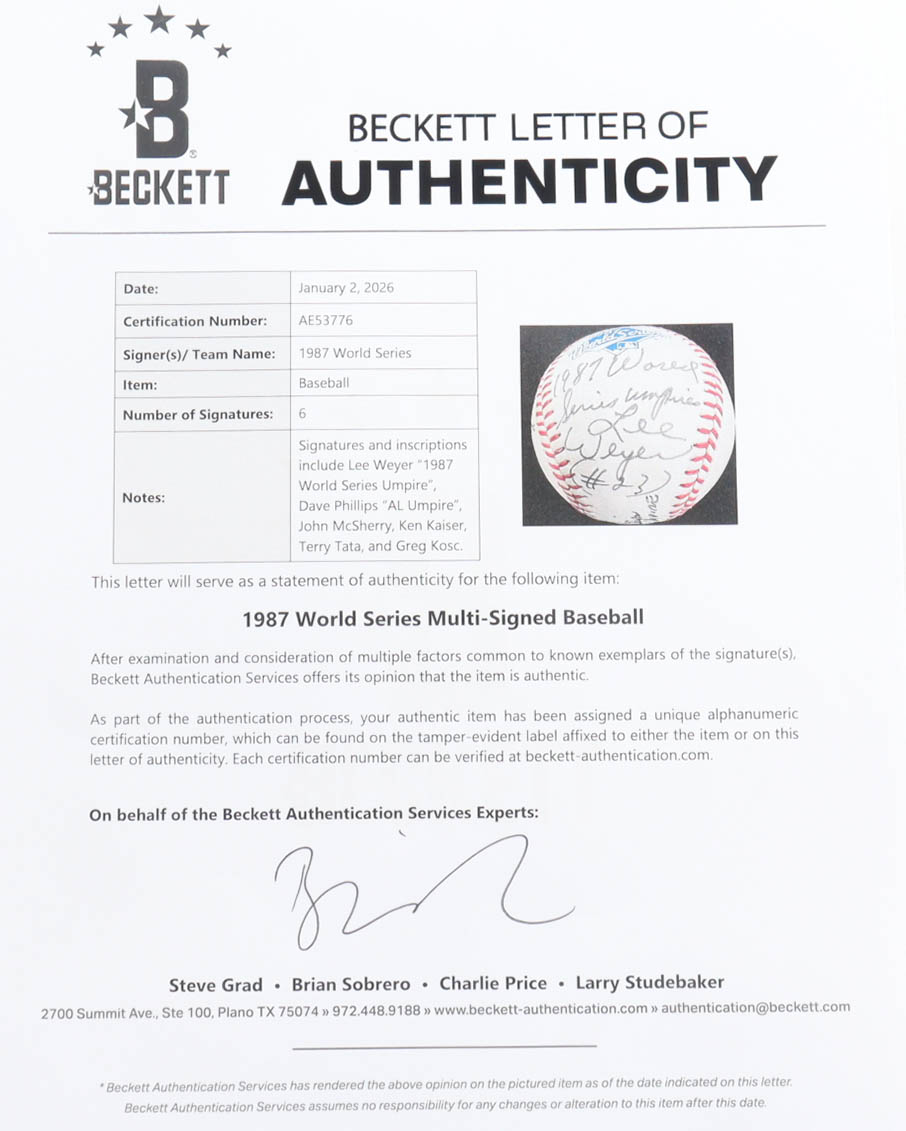 B
®
BECKETT
BECKETT LETTER OF
AUTHENTICITY
Date: January 2, 2026
Certification Number: AE53776
Signer(s)/ Team Name: 1987 World Series
Item: Baseball
Number of Signatures: 6
Notes: Signatures and inscriptions
include Lee Weyer "1987
World Series Umpire",
Dave Phillips "AL Umpire",
John McSherry, Ken Kaiser,
Terry Tata, and Greg Kosc.
World Series
1987 World
Series Umpires
Lee
Weyer
(#23)
This letter will serve as a statement of authenticity for the following item:
1987 World Series Multi-Signed Baseball
After examination and consideration of multiple factors common to known exemplars of the signature(s),
Beckett Authentication Services offers its opinion that the item is authentic.
As part of the authentication process, your authentic item has been assigned a unique alphanumeric
certification number, which can be found on the tamper-evident label affixed to either the item or on this
letter of authenticity. Each certification number can be verified at beckett-authentication.com.
On behalf of the Beckett Authentication Services Experts:
Steve Grad • Brian Sobrero • Charlie Price • Larry Studebaker
2700 Summit Ave., Ste 100, Plano TX 75074 » 972.448.9188 » www.beckett-authentication.com » authentication@beckett.com
* Beckett Authentication Services has rendered the above opinion on the pictured item as of the date indicated on this letter.
Beckett Authentication Services assumes no responsibility for any changes or alteration to this item after this date.